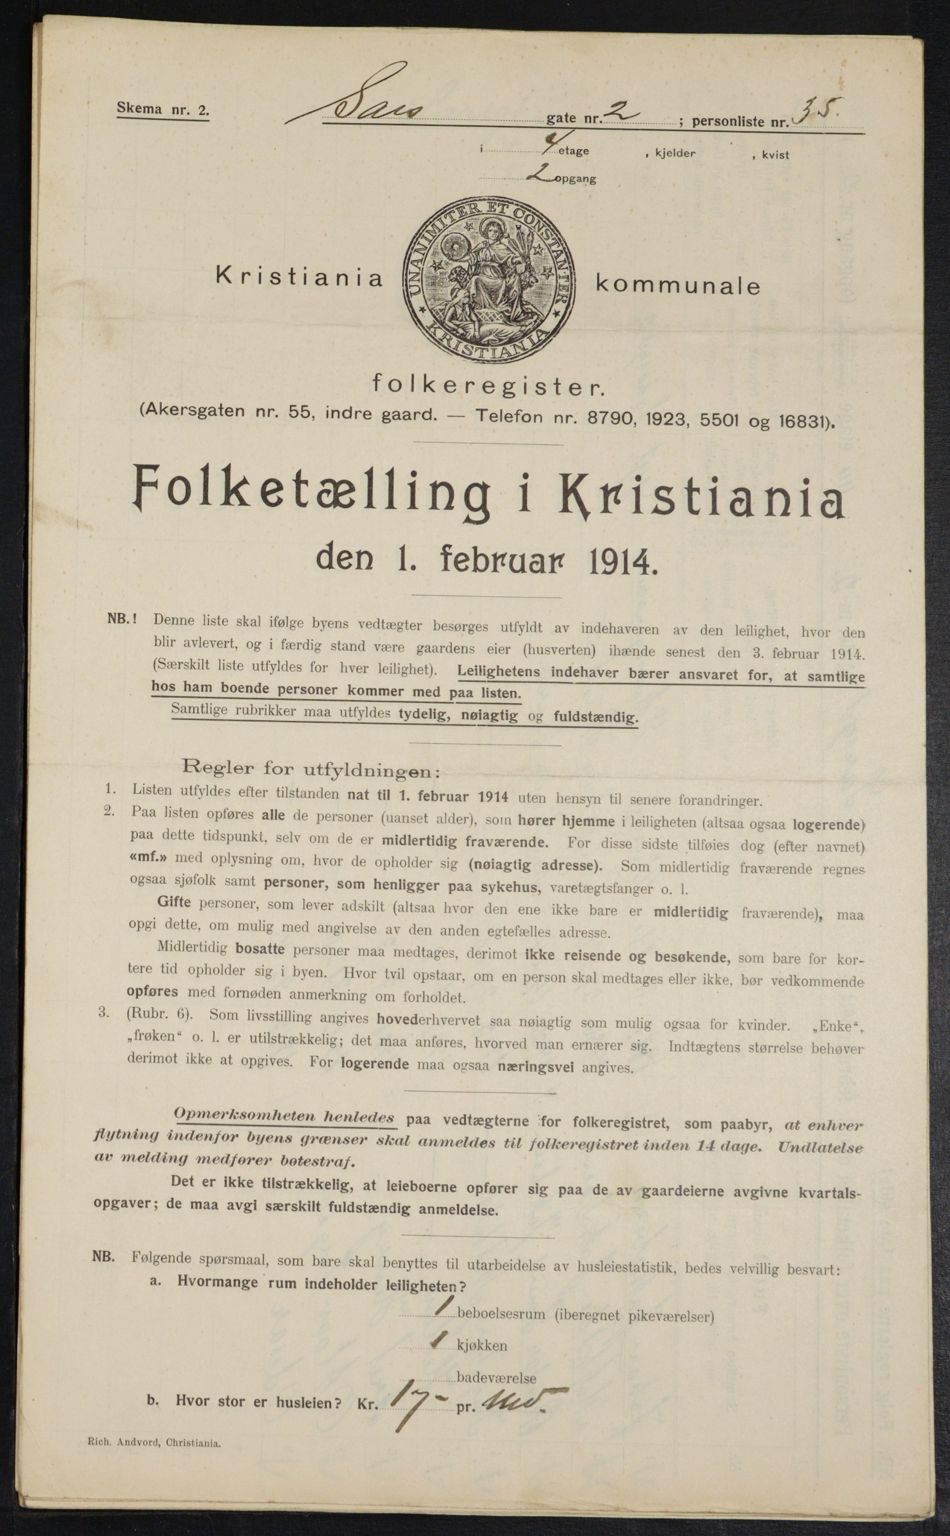 Skema nr. 2.
Sars gate nr. 2 ; personliste nr. 35.
i 4 etage , kjelder , kvist
2 opgang
UNANIMITER ET CONSTANTER
KRISTIANIA
Kristiania kommunale
folkeregister.
(Akersgaten nr. 55, indre gaard. — Telefon nr. 8790, 1923, 5501 og 16831).
Folketælling i Kristiania
den 1. februar 1914.
NB.! Denne liste skal ifølge byens vedtægter besørges utfyldt av indehaveren av den leilighet, hvor den
blir avlevert, og i færdig stand være gaardens eier (husverten) ihænde senest den 3. februar 1914.
(Særskilt liste utfyldes for hver leilighet). Leilighetens indehaver bærer ansvaret for, at samtlige
hos ham boende personer kommer med paa listen.
Samtlige rubrikker maa utfyldes tydelig, nøiagtig og fuldstændig.
Regler for utfyldningen:
1. Listen utfyldes efter tilstanden nat til 1. februar 1914 uten hensyn til senere forandringer.
2. Paa listen opføres alle de personer (uanset alder), som hører hjemme i leiligheten (altsaa ogsaa logerende)
paa dette tidspunkt, selv om de er midlertidig fraværende. For disse sidste tilføies dog (efter navnet)
«mf.» med oplysning om, hvor de opholder sig (nøiagtig adresse). Som midlertidig fraværende regnes
ogsaa sjøfolk samt personer, som henligger paa sykehus, varetægtsfanger o. l.
Gifte personer, som lever adskilt (altsaa hvor den ene ikke bare er midlertidig fraværende), maa
opgi dette, om mulig med angivelse av den anden egtefælles adresse.
Midlertidig bosatte personer maa medtages, derimot ikke reisende og besøkende, som bare for kor-
tere tid opholder sig i byen. Hvor tvil opstaar, om en person skal medtages eller ikke, bør vedkommende
opføres med fornøden anmerkning om forholdet.
3. (Rubr. 6). Som livsstilling angives hovederhvervet saa nøiagtig som mulig ogsaa for kvinder. „Enke“,
„frøken“ o. l. er utilstrækkelig; det maa anføres, hvorved man ernærer sig. Indtægtens størrelse behøver
derimot ikke at opgives. For logerende maa ogsaa næringsvei angives.
Opmerksomheten henledes paa vedtægterne for folkeregistret, som paabyr, at enhver
flytning indenfor byens grænser skal anmeldes til folkeregistret inden 14 dage. Undlatelse
av melding medfører bøtestraf.
Det er ikke tilstrækkelig, at leieboerne opfører sig paa de av gaardeierne avgivne kvartals-
opgaver; de maa avgi særskilt fuldstændig anmeldelse.
NB. Følgende spørsmaal, som bare skal benyttes til utarbeidelse av husleiestatistik, bedes velvillig besvart:
a. Hvormange rum indeholder leiligheten?
1 beboelsesrum (iberegnet pikeværelser)
1 kjøkken
badeværelse
b. Hvor stor er husleien? Kr. 17- pr. Md.
Rich. Andvord, Christiania.